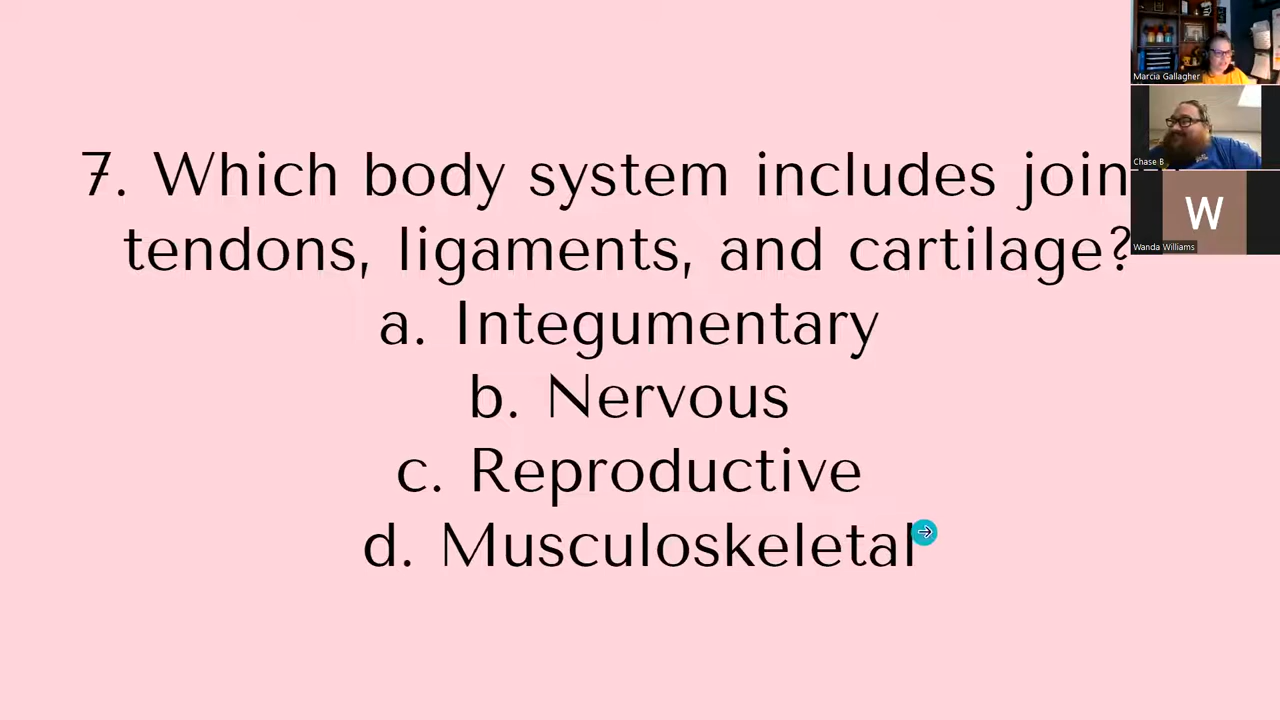 7. Which body system includes join
tendons, ligaments, and cartilage?
a. Integumentary
b. Nervous
c. Reproductive
d. Musculoskeletal
Marcia Gallagher
Chase B
W
Wanda Williams